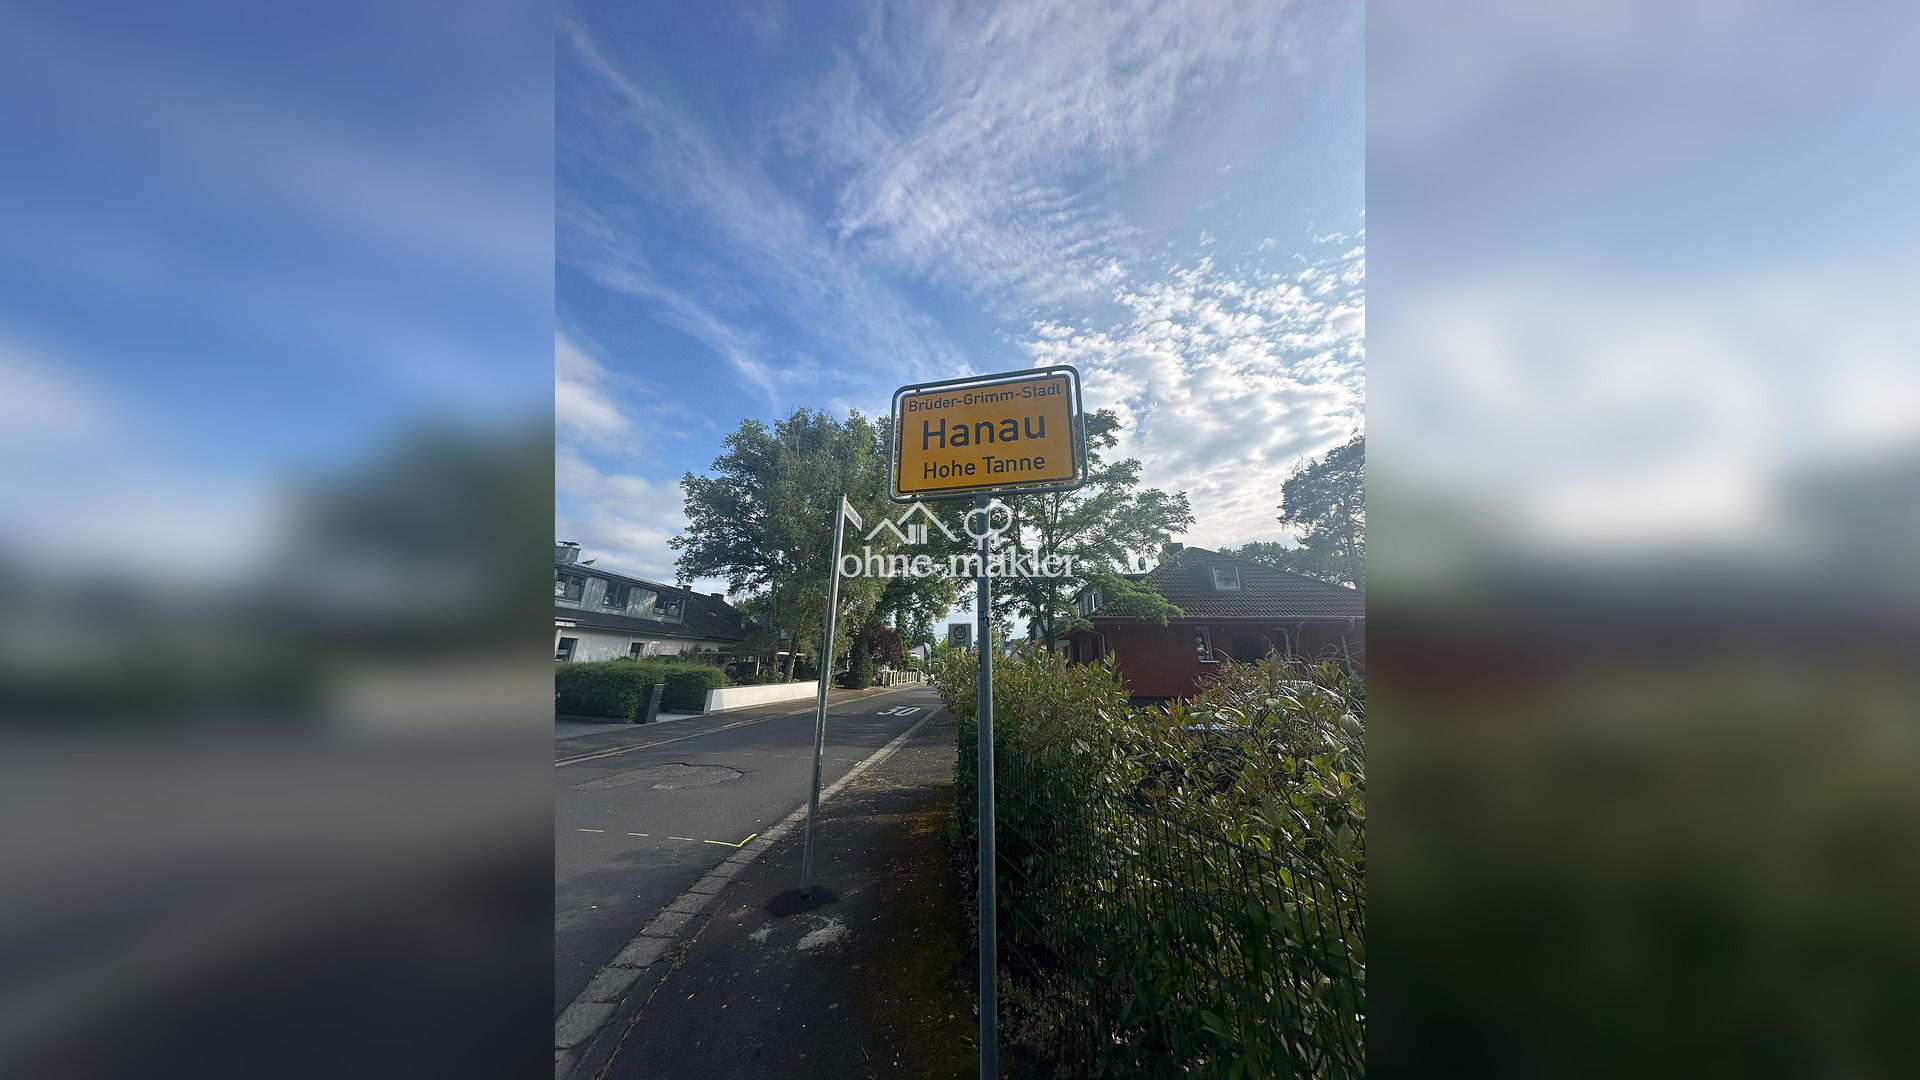 Brüder-Grimm-Stadt
Hanau
Hohe Tanne
ohne-makler
30